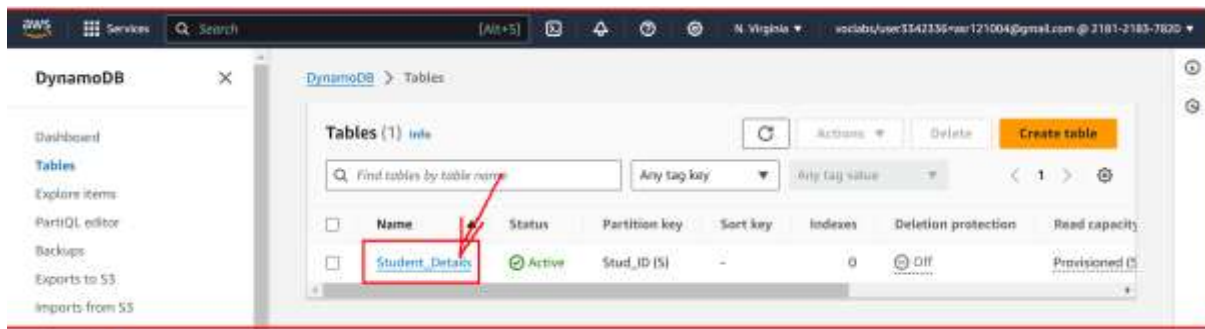 aws Services Search [Alt+S] N. Virginia
DynamoDB
DynamoDB > Tables
Dashboard
Tables
Explore items
PartiQL editor
Backups
Exports to S3
Imports from S3
Tables (1) Info
Actions Delete Create table
Find tables by table name Any tag key Any tag value < 1 >
Name Status Partition key Sort key Indexes Deletion protection Read capacity
Student_Details Active Stud_ID (S) - 0 Off Provisioned (5